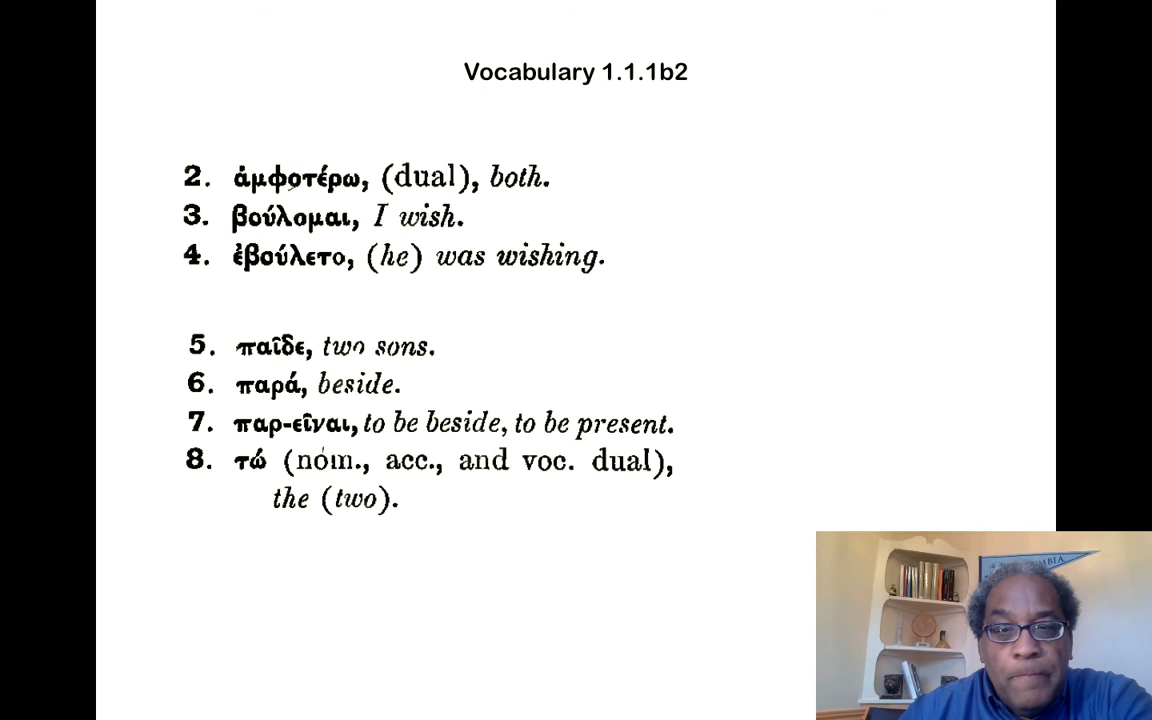 Vocabulary 1.1.1b2
2. ἀμφοτέρω, (dual), both.
3. βούλομαι, I wish.
4. ἐβούλετο, (he) was wishing.
5. παῖδε, two sons.
6. παρά, beside.
7. παρ-εῖναι, to be beside, to be present.
8. τώ (nom., acc., and voc. dual),
the (two).